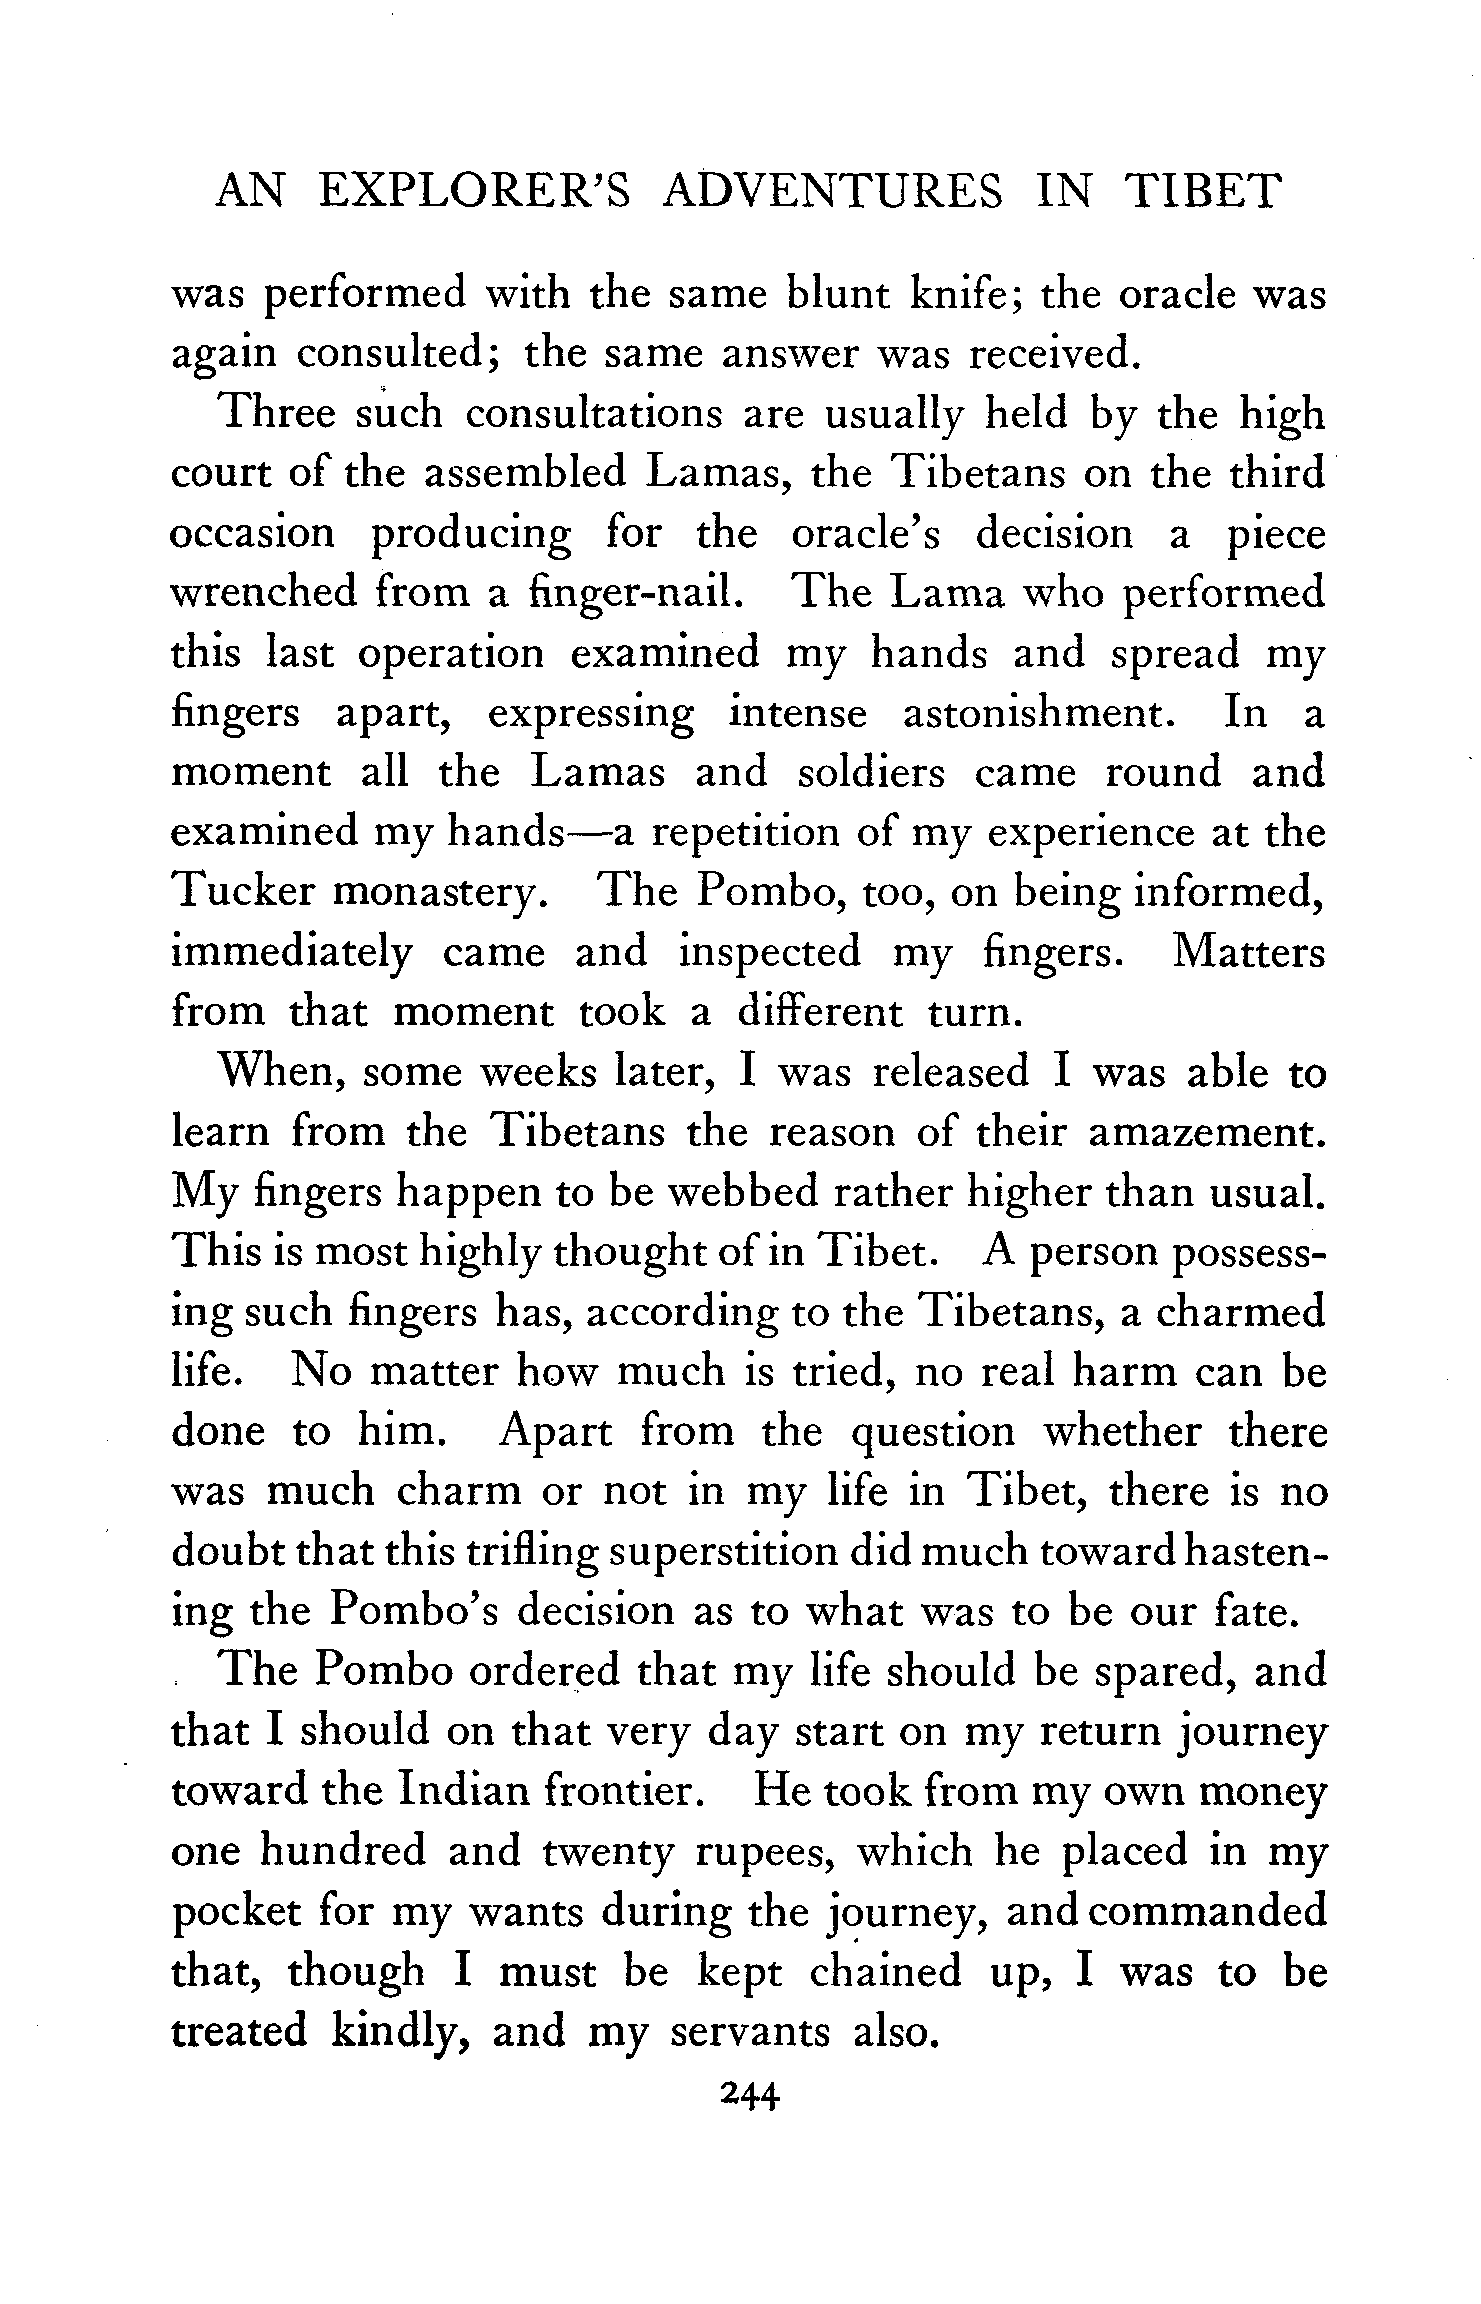 AN EXPLORER'S ADVENTURES IN TIBET
was performed with the same blunt knife; the oracle was
again consulted; the same answer was received.
Three such consultations are usually held by the high
court of the assembled Lamas, the Tibetans on the third
occasion producing for the oracle's decision a piece
wrenched from a finger-nail. The Lama who performed
this last operation examined my hands and spread my
fingers apart, expressing intense astonishment. In a
moment all the Lamas and soldiers came round and
examined my hands—a repetition of my experience at the
Tucker monastery. The Pombo, too, on being informed,
immediately came and inspected my fingers. Matters
from that moment took a different turn.
When, some weeks later, I was released I was able to
learn from the Tibetans the reason of their amazement.
My fingers happen to be webbed rather higher than usual.
This is most highly thought of in Tibet. A person possess-
ing such fingers has, according to the Tibetans, a charmed
life. No matter how much is tried, no real harm can be
done to him. Apart from the question whether there
was much charm or not in my life in Tibet, there is no
doubt that this trifling superstition did much toward hasten-
ing the Pombo's decision as to what was to be our fate.
The Pombo ordered that my life should be spared, and
that I should on that very day start on my return journey
toward the Indian frontier. He took from my own money
one hundred and twenty rupees, which he placed in my
pocket for my wants during the journey, and commanded
that, though I must be kept chained up, I was to be
treated kindly, and my servants also.
244